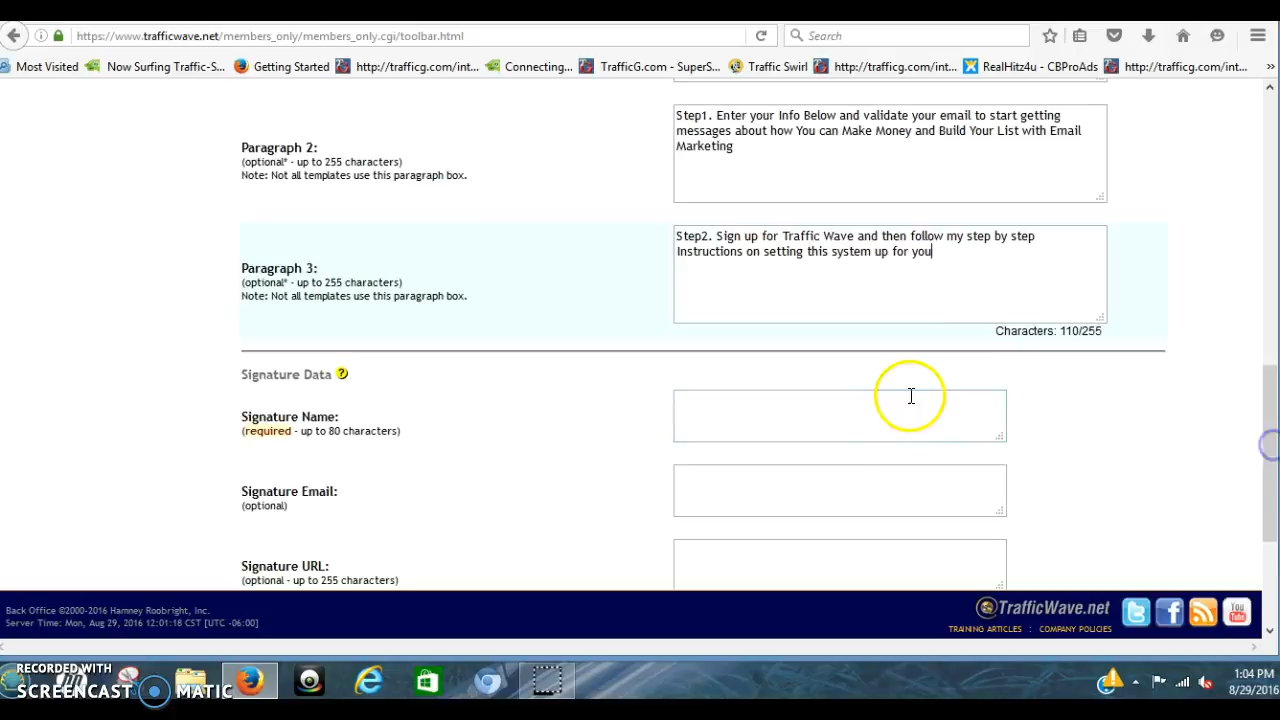 https://www.trafficwave.net/members_only/members_only.cgi/toolbar.html
Search
Most Visited
Now Surfing Traffic-S...
Getting Started
http://trafficg.com/int...
Connecting...
TrafficG.com - SuperS...
Traffic Swirl
http://trafficg.com/int...
RealHitz4u - CBProAds
http://trafficg.com/int...
Paragraph 2:
(optional* - up to 255 characters)
Note: Not all templates use this paragraph box.
Step1. Enter your Info Below and validate your email to start getting
messages about how You can Make Money and Build Your List with Email
Marketing
Paragraph 3:
(optional* - up to 255 characters)
Note: Not all templates use this paragraph box.
Step2. Sign up for Traffic Wave and then follow my step by step
Instructions on setting this system up for you
Characters: 110/255
Signature Data ?
Signature Name:
(required - up to 80 characters)
Signature Email:
(optional)
Signature URL:
(optional - up to 255 characters)
Back Office ©2000-2016 Hamney Roobright, Inc.
Server Time: Mon, Aug 29, 2016 12:01:18 CST [UTC -06:00]
TrafficWave.net
TRAINING ARTICLES : COMPANY POLICIES
You Tube
RECORDED WITH
SCREENCAST MATIC
1:04 PM
8/29/2016